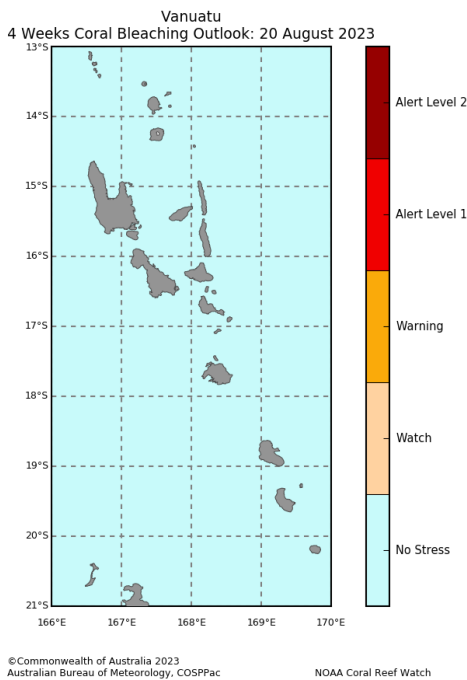 Vanuatu
4 Weeks Coral Bleaching Outlook: 20 August 2023
13°S
14°S
15°S
16°S
17°S
18°S
19°S
20°S
21°S
166°E 167°E 168°E 169°E 170°E
Alert Level 2
Alert Level 1
Warning
Watch
No Stress
©Commonwealth of Australia 2023
Australian Bureau of Meteorology, COSPPac
NOAA Coral Reef Watch